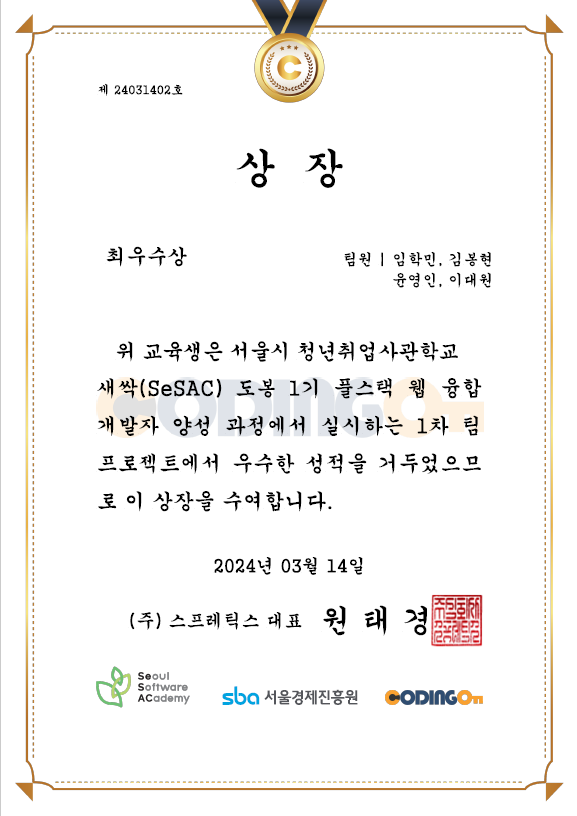 C
제 24031402호
상 장
최우수상
팀원 | 임학민, 김봉현
윤영인, 이대원
위 교육생은 서울시 청년취업사관학교
새싹(SeSAC) 도봉 1기 풀스택 웹 융합
개발자 양성 과정에서 실시하는 1차 팀
프로젝트에서 우수한 성적을 거두었으므
로 이 상장을 수여합니다.
CODINGOn
2024년 03월 14일
(주) 스프레틱스 대표 원 태 경
Seoul
Software
ACademy
sba 서울경제진흥원
CODINGOn